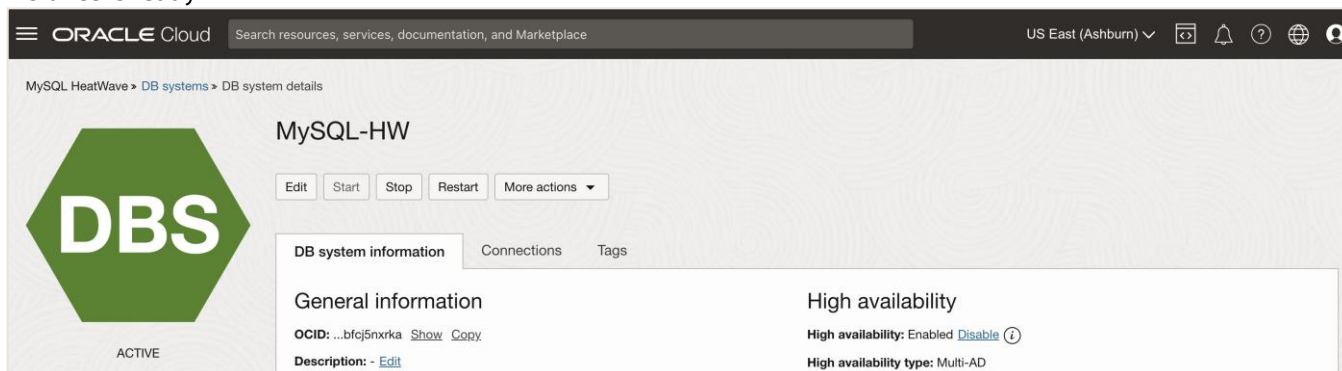 ORACLE Cloud
Search resources, services, documentation, and Marketplace
US East (Ashburn)
MySQL HeatWave » DB systems » DB system details
DBS
ACTIVE
MySQL-HW
Edit Start Stop Restart More actions
DB system information Connections Tags
General information
OCID: ...bfcj5nxrka Show Copy
Description: - Edit
High availability
High availability: Enabled Disable
High availability type: Multi-AD